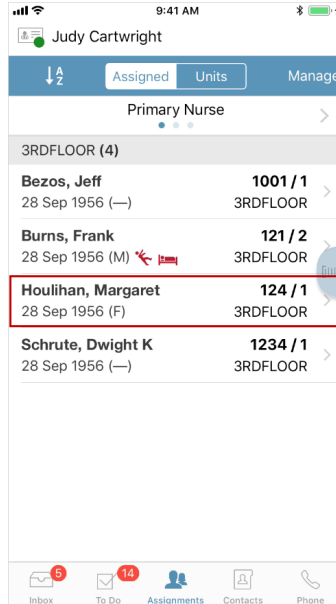 9:41 AM
Judy Cartwright
A
Z
Assigned
Units
Manage
Primary Nurse
3RDFLOOR (4)
Bezos, Jeff 1001 / 1
28 Sep 1956 (—) 3RDFLOOR
Burns, Frank 121 / 2
28 Sep 1956 (M) 3RDFLOOR
Houlihan, Margaret 124 / 1
28 Sep 1956 (F) 3RDFLOOR
Schrute, Dwight K 1234 / 1
28 Sep 1956 (—) 3RDFLOOR
5 14
Inbox To Do Assignments Contacts Phone